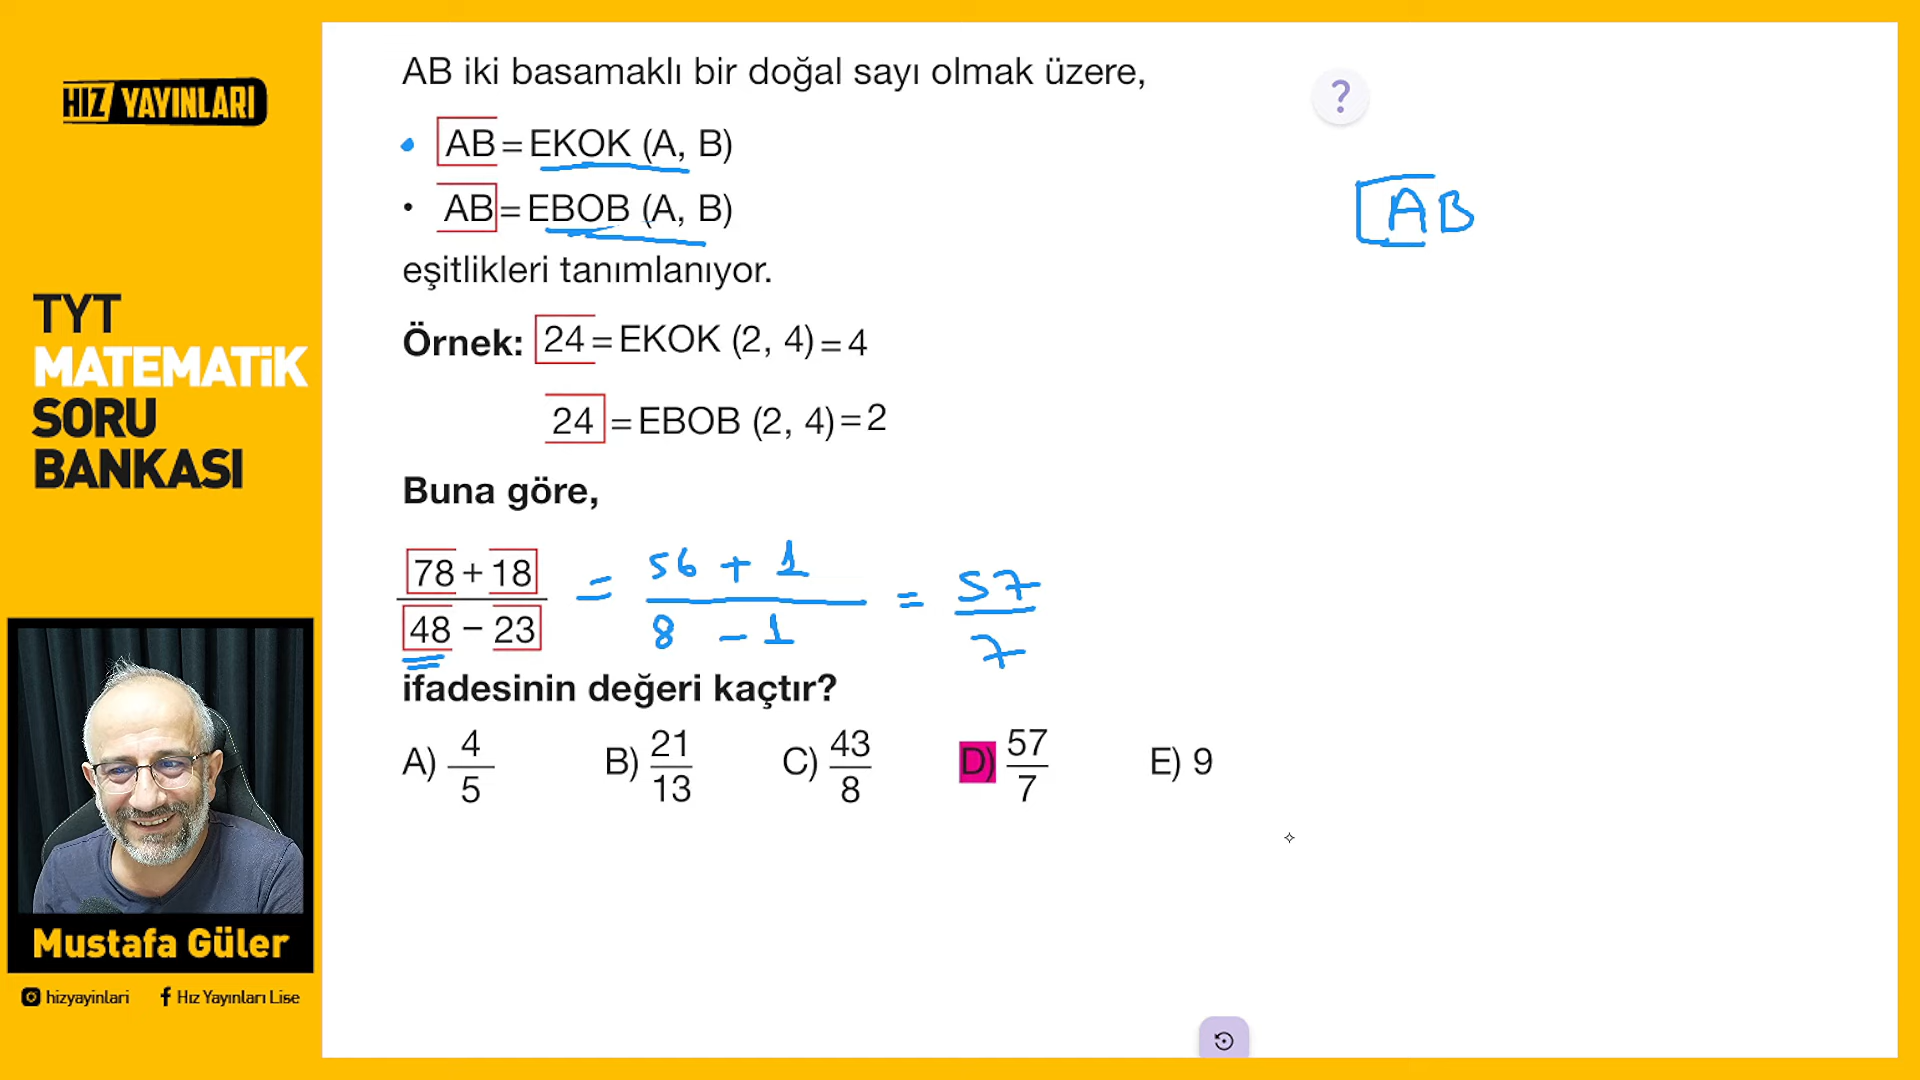 HIZ YAYINLARI
TYT
MATEMATİK
SORU
BANKASI
Mustafa Güler
hizyayinlari
Hız Yayınları Lise
AB iki basamaklı bir doğal sayı olmak üzere,
• AB = EKOK (A, B)
• AB = EBOB (A, B)
eşitlikleri tanımlanıyor.
Örnek: 24 = EKOK (2, 4) = 4
24 = EBOB (2, 4) = 2
Buna göre,
78 + 18
48 − 23
= 56 + 1
8 − 1
= 57
7
ifadesinin değeri kaçtır?
A) 4/5 B) 21/13 C) 43/8 D) 57/7 E) 9
?
AB